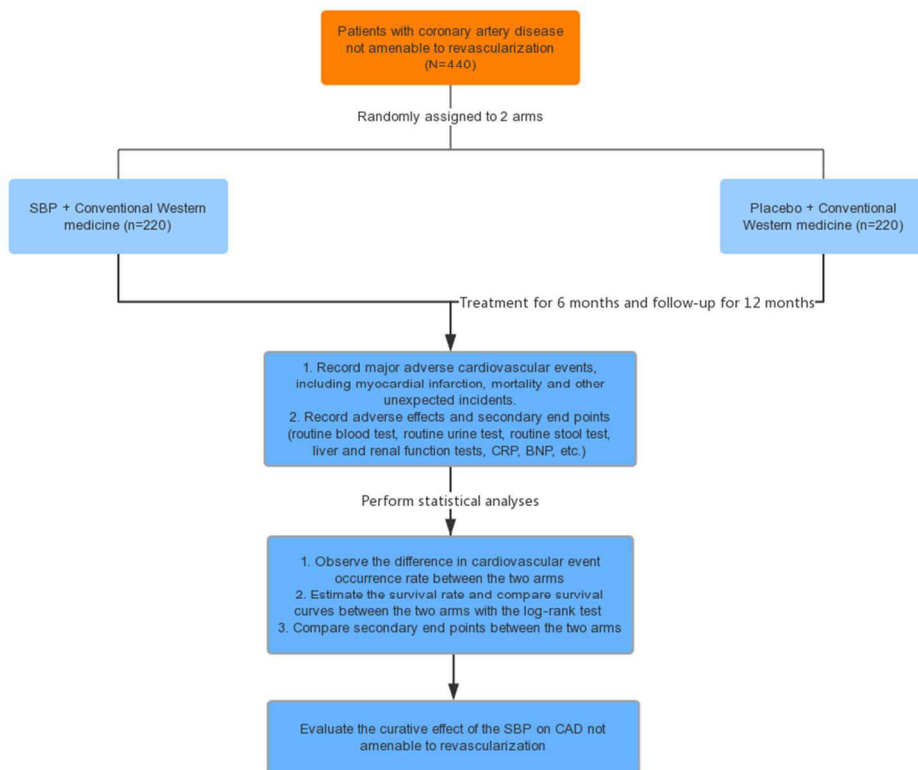 Patients with coronary artery disease
not amenable to revascularization
(N=440)
Randomly assigned to 2 arms
SBP + Conventional Western
medicine (n=220)
Placebo + Conventional
Western medicine (n=220)
Treatment for 6 months and follow-up for 12 months
1. Record major adverse cardiovascular events,
including myocardial infarction, mortality and other
unexpected incidents.
2. Record adverse effects and secondary end points
(routine blood test, routine urine test, routine stool test,
liver and renal function tests, CRP, BNP, etc.)
Perform statistical analyses
1. Observe the difference in cardiovascular event
occurrence rate between the two arms
2. Estimate the survival rate and compare survival
curves between the two arms with the log-rank test
3. Compare secondary end points between the two arms
Evaluate the curative effect of the SBP on CAD not
amenable to revascularization